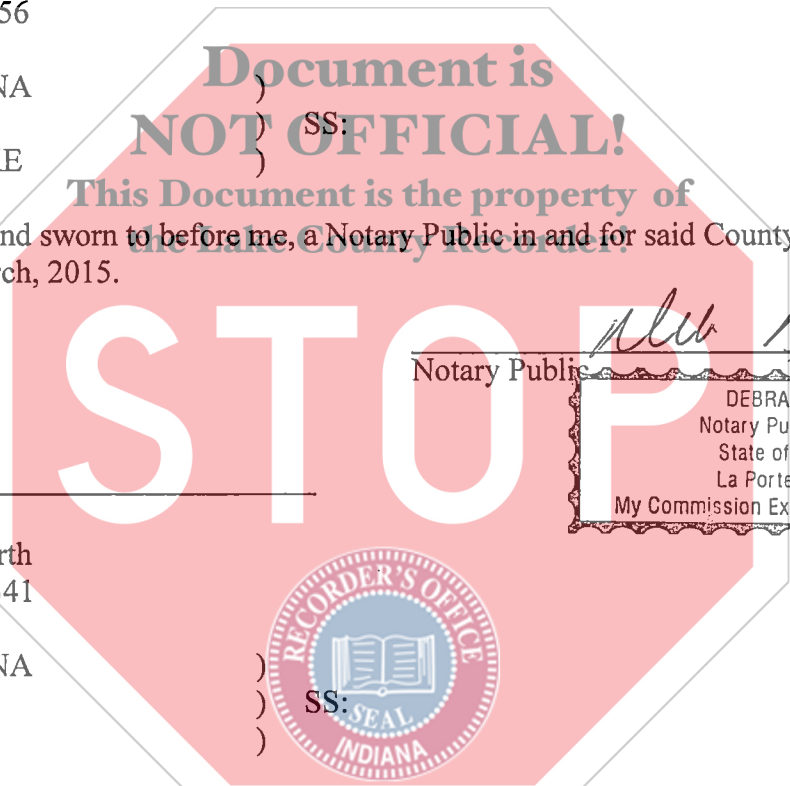 56
Document is
NA )
NOT OFFICIAL!
) SS:
RE )
This Document is the property of
nd sworn to before me, a Notary Public in and for said County
the Lake County Recorder!
rch, 2015.
STOP
Notary Public
DEBRA
Notary Pu
State of
La Porte
My Commission Ex
rth
41
RECORDER'S OFFICE
NA )
) SS:
SEAL
)
INDIANA